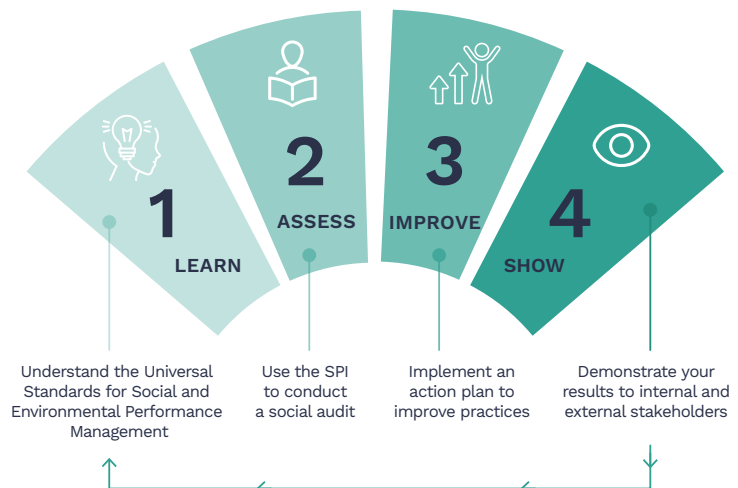 1
LEARN
2
ASSESS
3
IMPROVE
4
SHOW
Understand the Universal
Standards for Social and
Environmental Performance
Management
Use the SPI
to conduct
a social audit
Implement an
action plan to
improve practices
Demonstrate your
results to internal and
external stakeholders